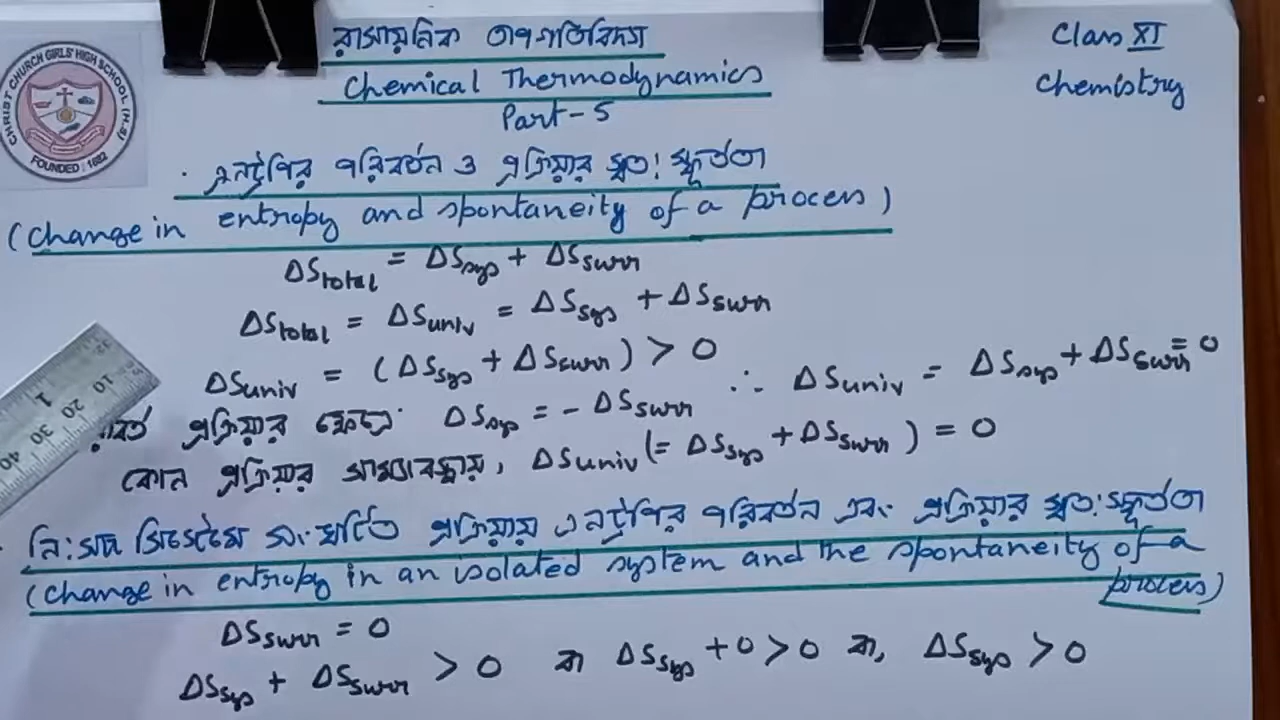 রাসায়নিক তাপগতিবিদ্যা
Chemical Thermodynamics
Part-5
Class XI
Chemistry
CHRIST CHURCH GIRLS' HIGH SCHOOL (H.S)
FOUNDED : 1882
· এনট্রপির পরিবর্তন ও প্রক্রিয়ার স্বত:স্ফূর্ততা
(change in entropy and spontaneity of a process)
ΔStotal = ΔSsys + ΔSsurr
ΔStotal = ΔSuniv = ΔSsys + ΔSsurr
ΔSuniv = (ΔSsys + ΔSsurr) > 0 ∴ ΔSuniv = ΔSsys + ΔSsurr = 0
প্রক্রিয়ার ক্ষেত্রে ΔSsys = - ΔSsurr
কোন প্রক্রিয়ার সাম্যাবস্থায়, ΔSuniv (= ΔSsys + ΔSsurr) = 0
· নি:সঙ্গ সিস্টেমে সংঘটিত প্রক্রিয়ায় এনট্রপির পরিবর্তন এবং প্রক্রিয়ার স্বত:স্ফূর্ততা
(change in entropy in an isolated system and the spontaneity of a process)
ΔSsurr = 0
ΔSsys + ΔSsurr > 0 বা ΔSsys + 0 > 0 বা, ΔSsys > 0